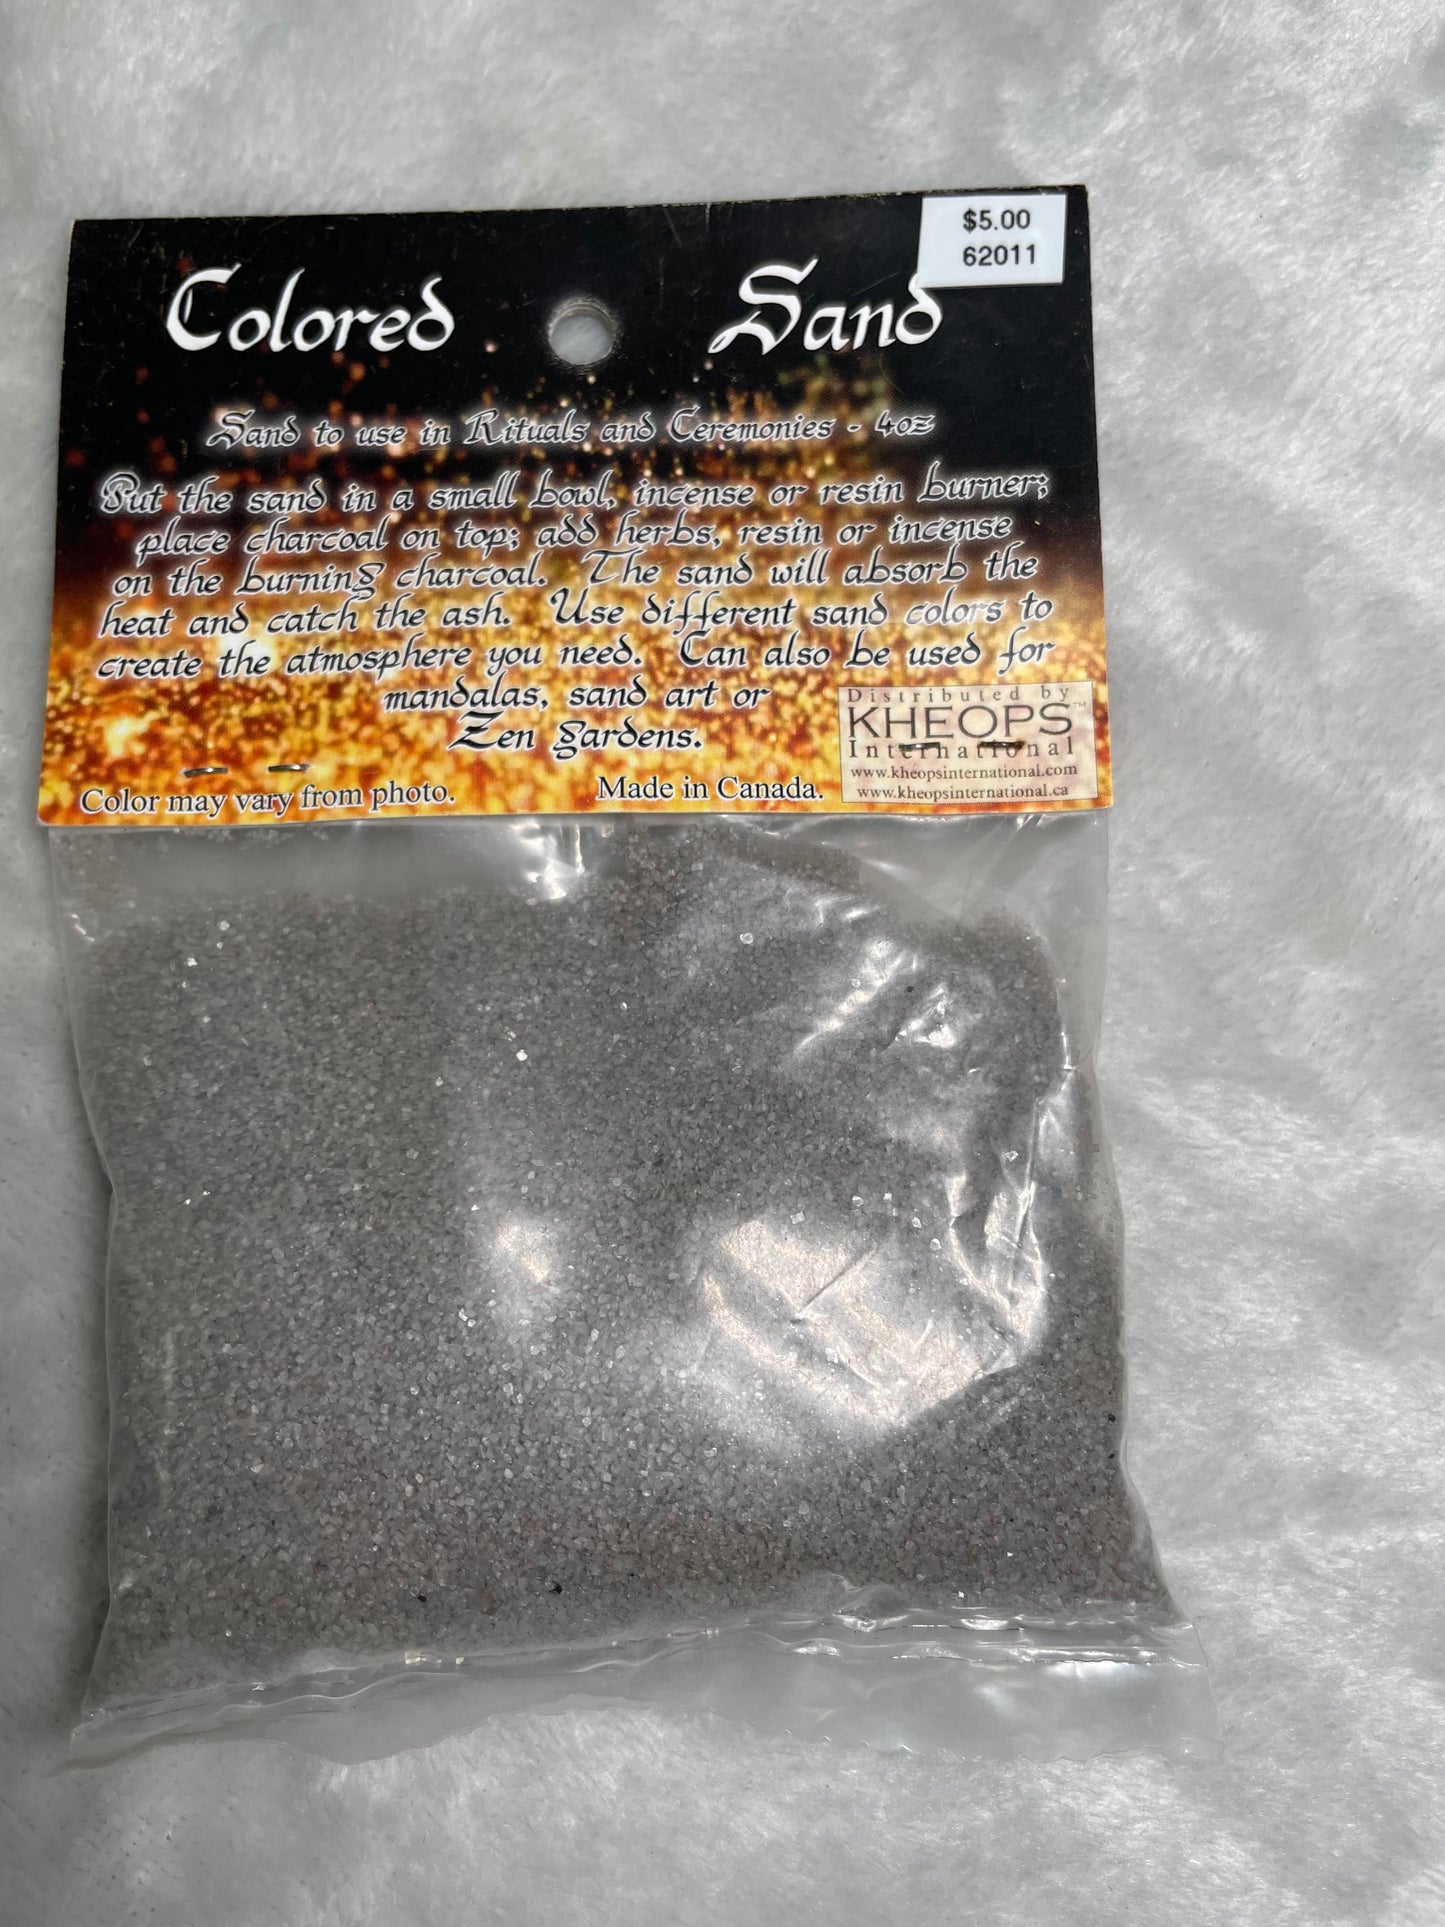 $5.00
62011
Colored Sand
Sand to use in Rituals and Ceremonies - 4oz
Put the sand in a small bowl, incense or resin burner;
place charcoal on top; add herbs, resin or incense
on the burning charcoal. The sand will absorb the
heat and catch the ash. Use different sand colors to
create the atmosphere you need. Can also be used for
mandalas, sand art or
Zen gardens.
Distributed by
KHEOPS™
International
www.kheopsinternational.com
www.kheopsinternational.ca
Color may vary from photo.
Made in Canada.